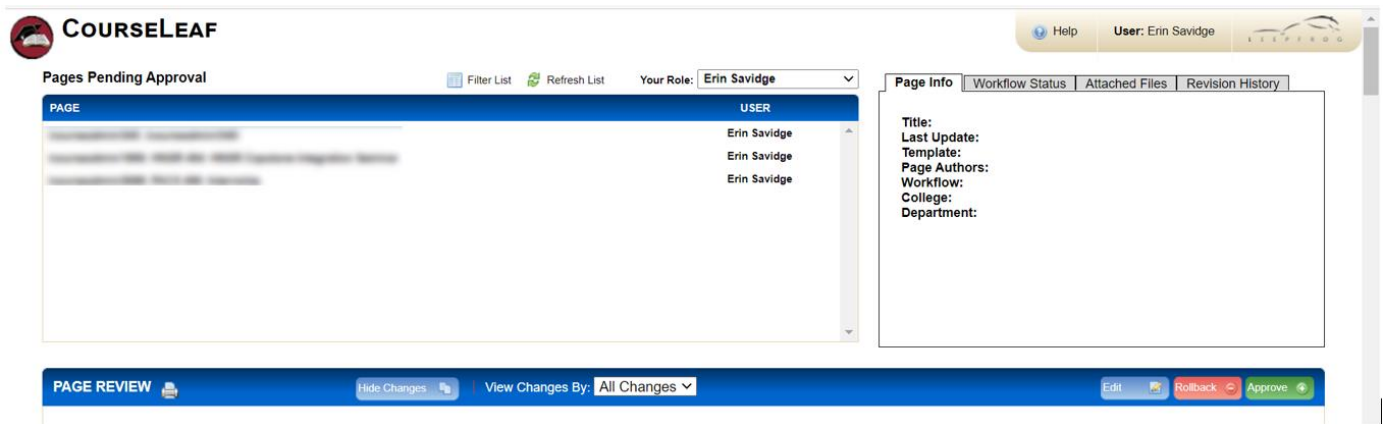 COURSELEAF
Help
User: Erin Savidge
LEEPFROG
Pages Pending Approval
Filter List
Refresh List
Your Role: Erin Savidge
PAGE
USER
Erin Savidge
Erin Savidge
Erin Savidge
Page Info
Workflow Status
Attached Files
Revision History
Title:
Last Update:
Template:
Page Authors:
Workflow:
College:
Department:
PAGE REVIEW
Hide Changes
View Changes By: All Changes
Edit
Rollback
Approve